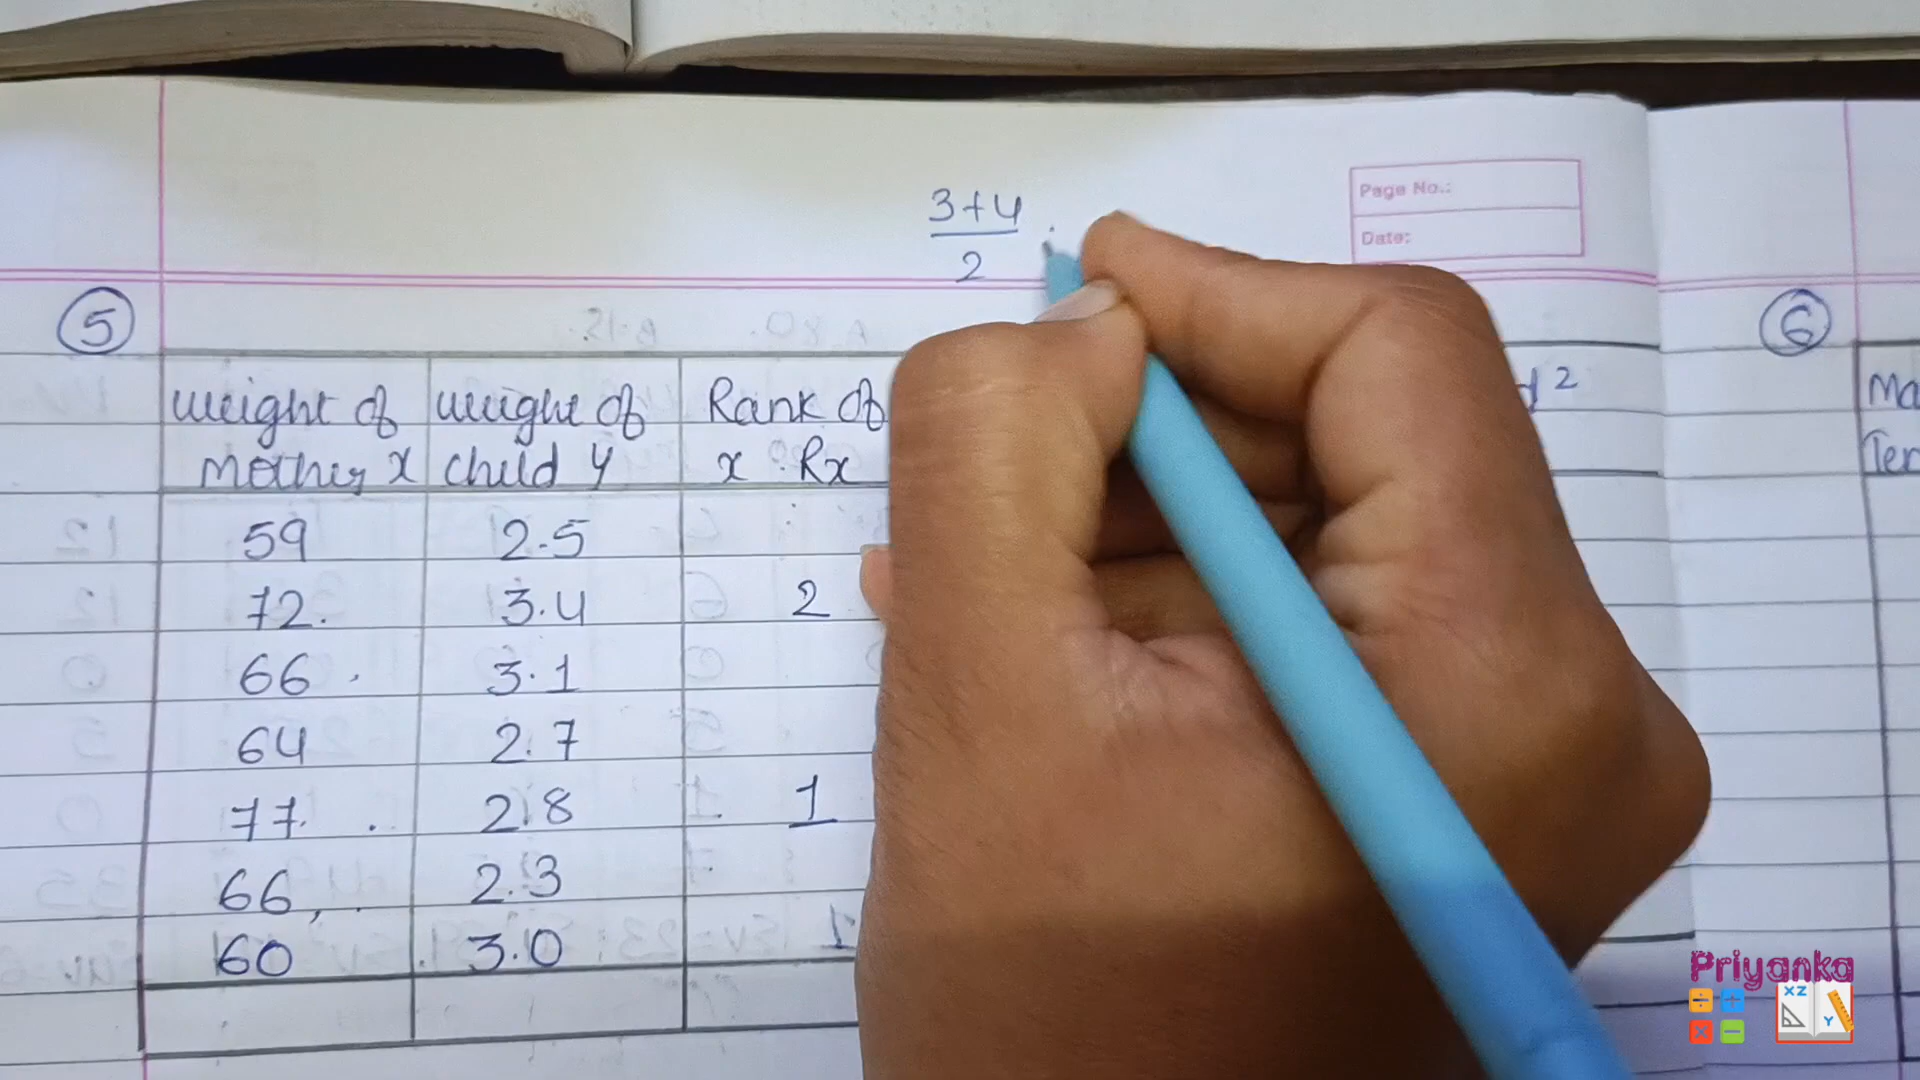 3+4
2
Page No.:
Date:
5
6
weight of mother x
weight of child y
Rank of x Rx
d²
59 2.5
72. 3.4 2
66 3.1
64 2.7
77. 2.8 1
66 2.3
60 3.0
Priyanka
XZ
Y